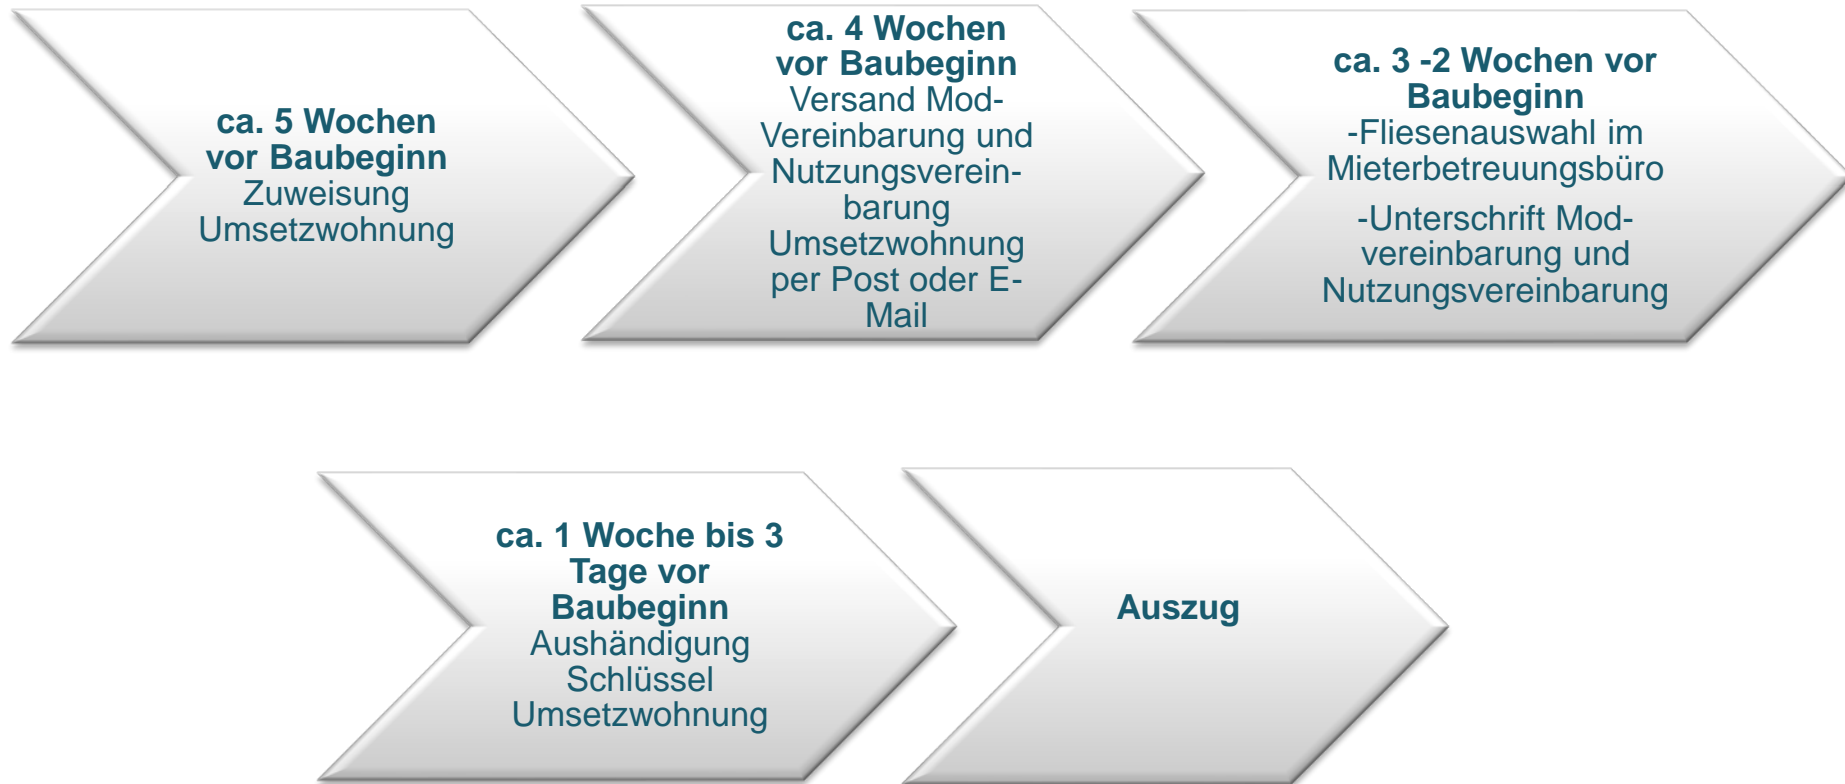 ca. 5 Wochen
vor Baubeginn
Zuweisung
Umsetzwohnung
ca. 4 Wochen
vor Baubeginn
Versand Mod-
Vereinbarung und
Nutzungsverein-
barung
Umsetzwohnung
per Post oder E-
Mail
ca. 3 -2 Wochen vor
Baubeginn
-Fliesenauswahl im
Mieterbetreuungsbüro
-Unterschrift Mod-
vereinbarung und
Nutzungsvereinbarung
ca. 1 Woche bis 3
Tage vor
Baubeginn
Aushändigung
Schlüssel
Umsetzwohnung
Auszug